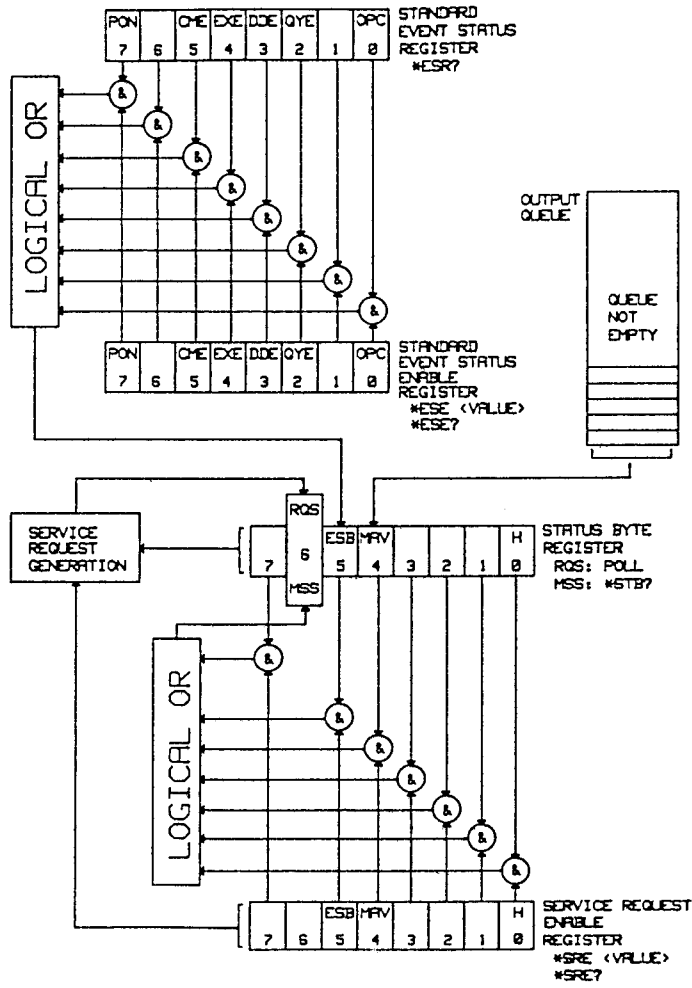 PON CME EXE DDE QYE OPC
7 6 5 4 3 2 1 0
STANDARD
EVENT STATUS
REGISTER
*ESR?
LOGICAL OR
&
&
&
&
&
&
&
&
OUTPUT
QUEUE
QUEUE
NOT
EMPTY
PON CME EXE DDE QYE OPC
7 6 5 4 3 2 1 0
STANDARD
EVENT STATUS
ENABLE
REGISTER
*ESE <VALUE>
*ESE?
SERVICE
REQUEST
GENERATION
RQS
6
MSS
ESB MAV H
7 5 4 3 2 1 0
STATUS BYTE
REGISTER
RQS: POLL
MSS: *STB?
LOGICAL OR
&
&
&
&
&
&
&
ESB MAV H
7 6 5 4 3 2 1 0
SERVICE REQUEST
ENABLE
REGISTER
*SRE <VALUE>
*SRE?